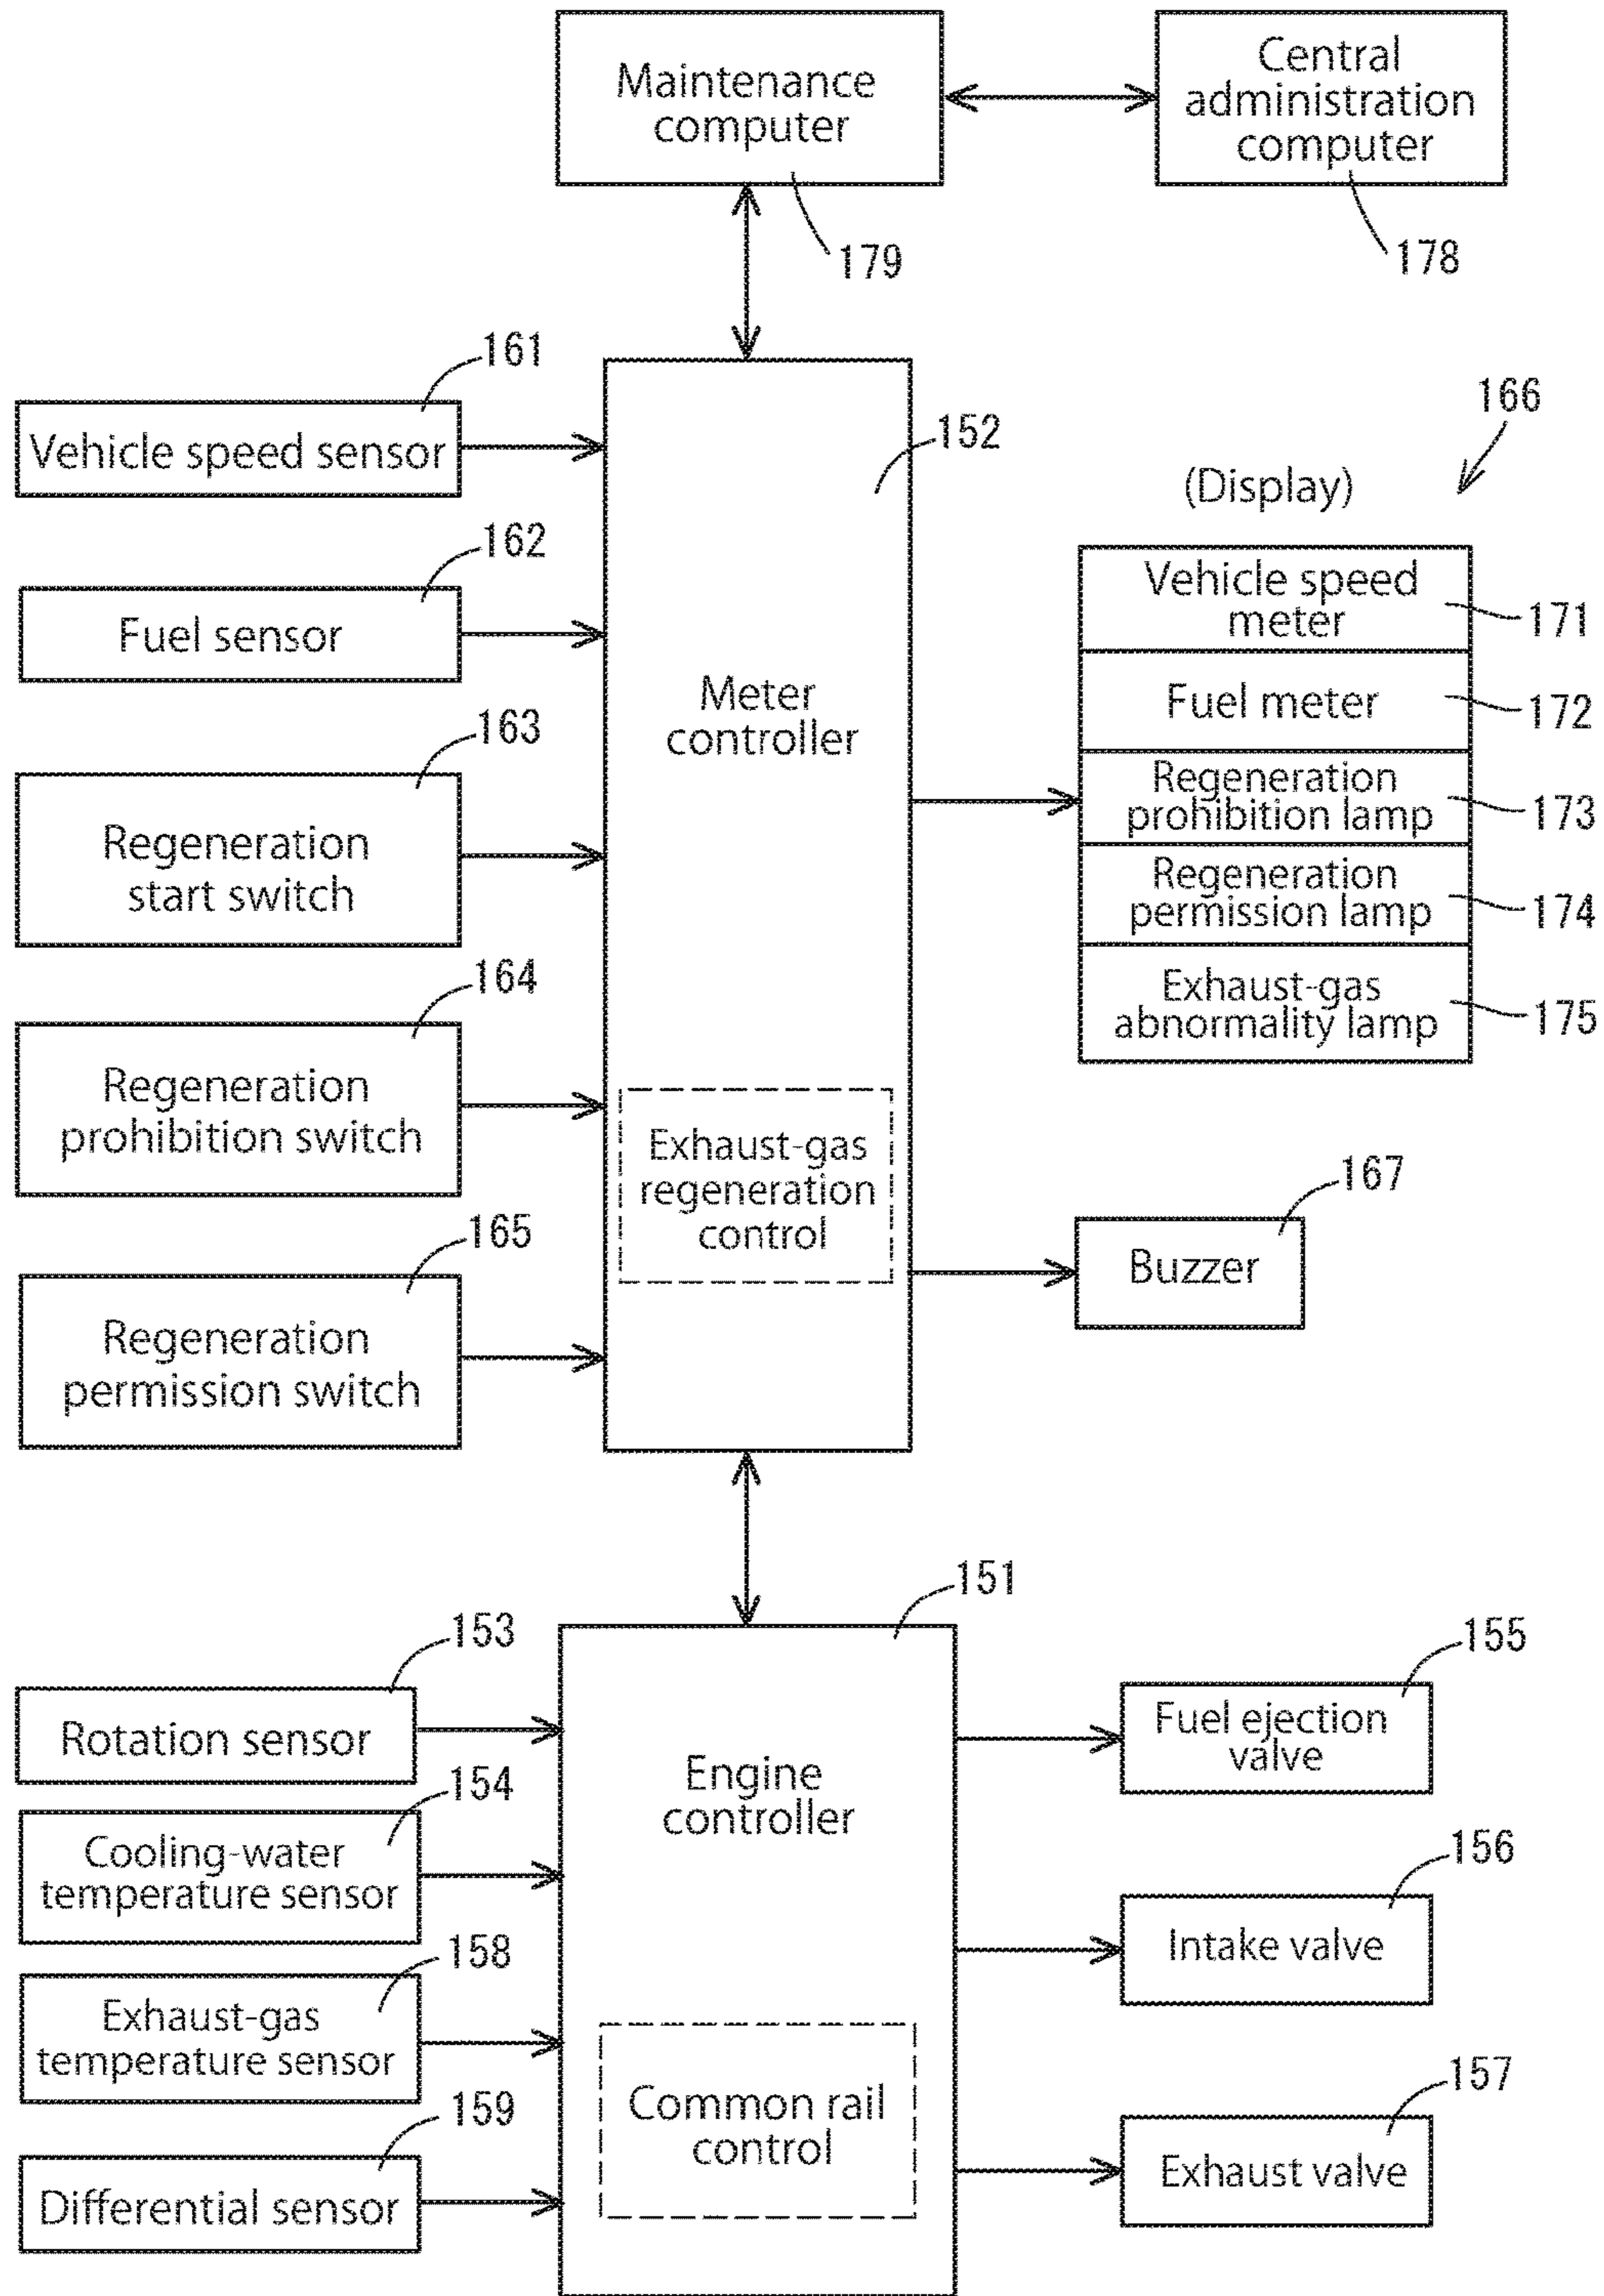 Maintenance
computer
179
Central
administration
computer
178
161
Vehicle speed sensor
162
Fuel sensor
163
Regeneration
start switch
164
Regeneration
prohibition switch
165
Regeneration
permission switch
152
Meter
controller
Exhaust-gas
regeneration
control
166
(Display)
Vehicle speed
meter
171
Fuel meter
172
Regeneration
prohibition lamp
173
Regeneration
permission lamp
174
Exhaust-gas
abnormality lamp
175
167
Buzzer
151
153
Rotation sensor
154
Cooling-water
temperature sensor
158
Exhaust-gas
temperature sensor
159
Differential sensor
Engine
controller
Common rail
control
155
Fuel ejection
valve
156
Intake valve
157
Exhaust valve